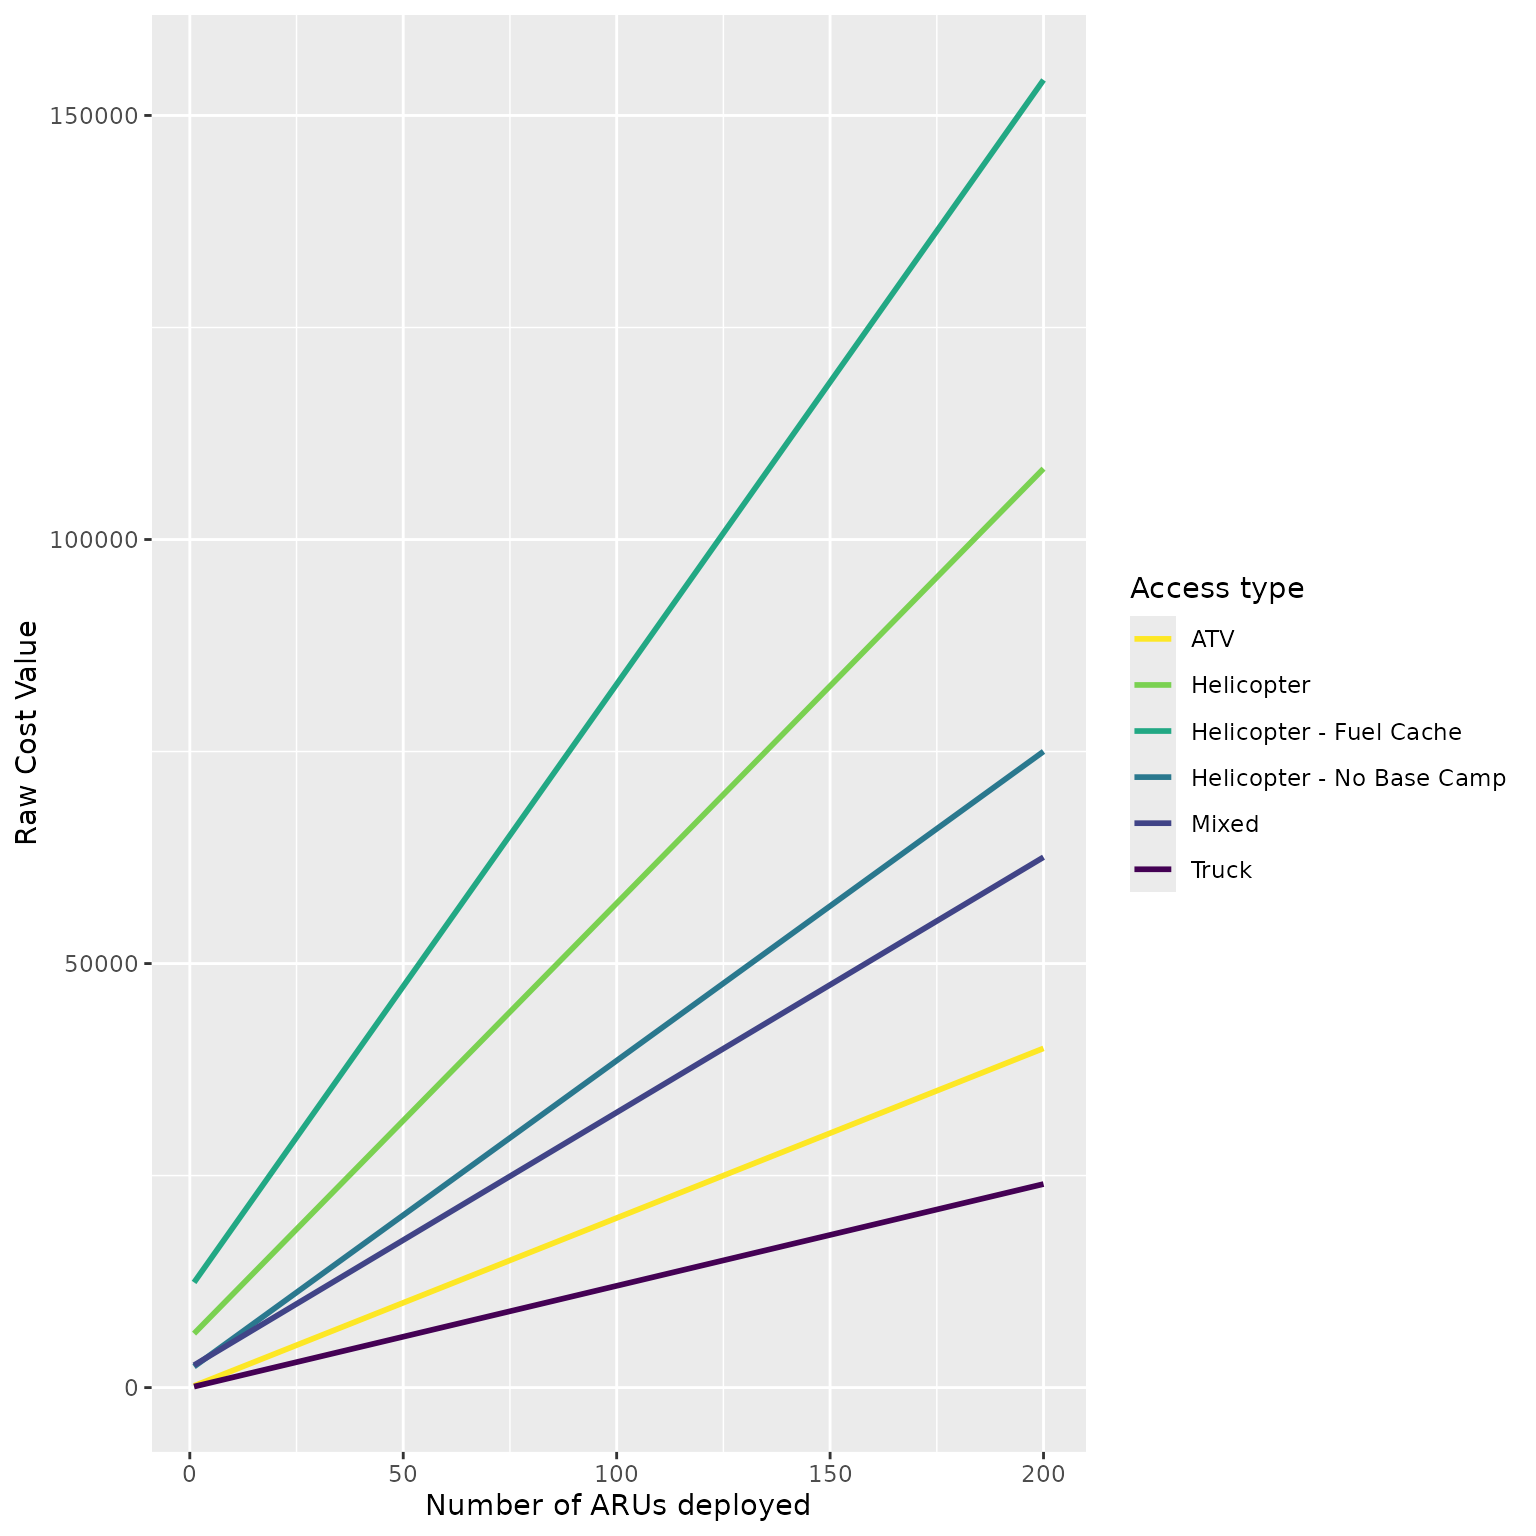 150000
100000
50000
0
Raw Cost Value
0
50
100
150
200
Number of ARUs deployed
Access type
ATV
Helicopter
Helicopter - Fuel Cache
Helicopter - No Base Camp
Mixed
Truck